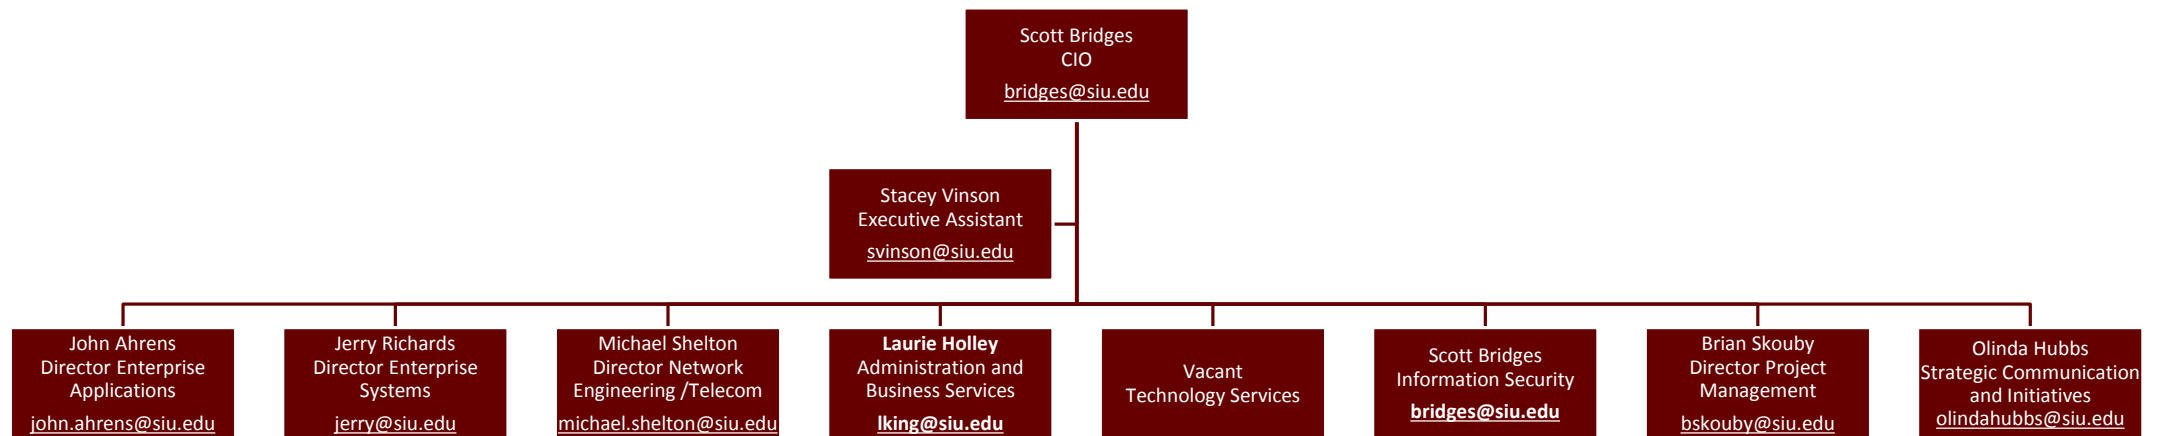 Scott Bridges
CIO
bridges@siu.edu
Stacey Vinson
Executive Assistant
svinson@siu.edu
John Ahrens
Director Enterprise
Applications
john.ahrens@siu.edu
Jerry Richards
Director Enterprise
Systems
jerry@siu.edu
Michael Shelton
Director Network
Engineering /Telecom
michael.shelton@siu.edu
Laurie Holley
Administration and
Business Services
lking@siu.edu
Vacant
Technology Services
Scott Bridges
Information Security
bridges@siu.edu
Brian Skouby
Director Project
Management
bskouby@siu.edu
Olinda Hubbs
Strategic Communication
and Initiatives
olindahubbs@siu.edu